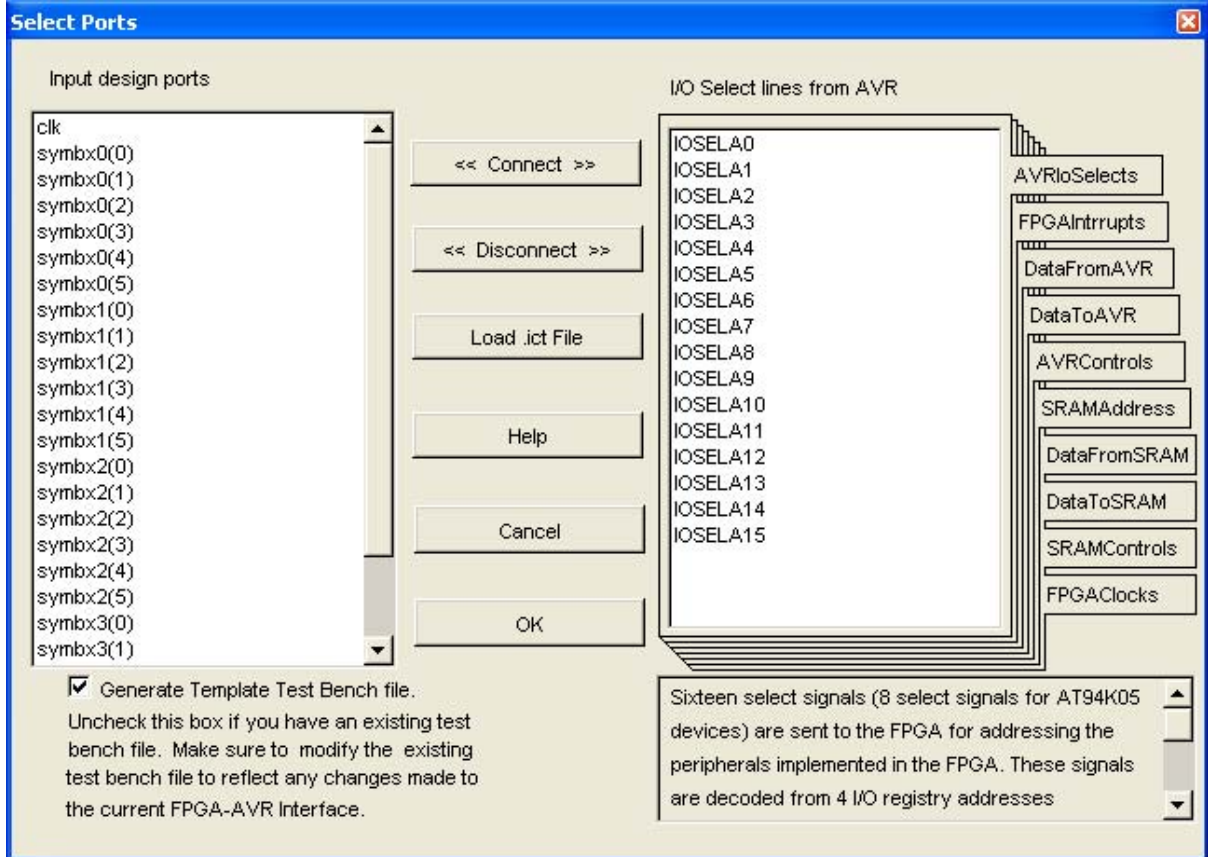 Select Ports
Input design ports
clk
symbx0(0)
symbx0(1)
symbx0(2)
symbx0(3)
symbx0(4)
symbx0(5)
symbx1(0)
symbx1(1)
symbx1(2)
symbx1(3)
symbx1(4)
symbx1(5)
symbx2(0)
symbx2(1)
symbx2(2)
symbx2(3)
symbx2(4)
symbx2(5)
symbx3(0)
symbx3(1)
<< Connect >>
<< Disconnect >>
Load .ict File
Help
Cancel
OK
I/O Select lines from AVR
IOSELA0
IOSELA1
IOSELA2
IOSELA3
IOSELA4
IOSELA5
IOSELA6
IOSELA7
IOSELA8
IOSELA9
IOSELA10
IOSELA11
IOSELA12
IOSELA13
IOSELA14
IOSELA15
AVRIoSelects
FPGAIntrrupts
DataFromAVR
DataToAVR
AVRControls
SRAMAddress
DataFromSRAM
DataToSRAM
SRAMControls
FPGAClocks
Generate Template Test Bench file.
Uncheck this box if you have an existing test
bench file. Make sure to modify the existing
test bench file to reflect any changes made to
the current FPGA-AVR Interface.
Sixteen select signals (8 select signals for AT94K05
devices) are sent to the FPGA for addressing the
peripherals implemented in the FPGA. These signals
are decoded from 4 I/O registry addresses